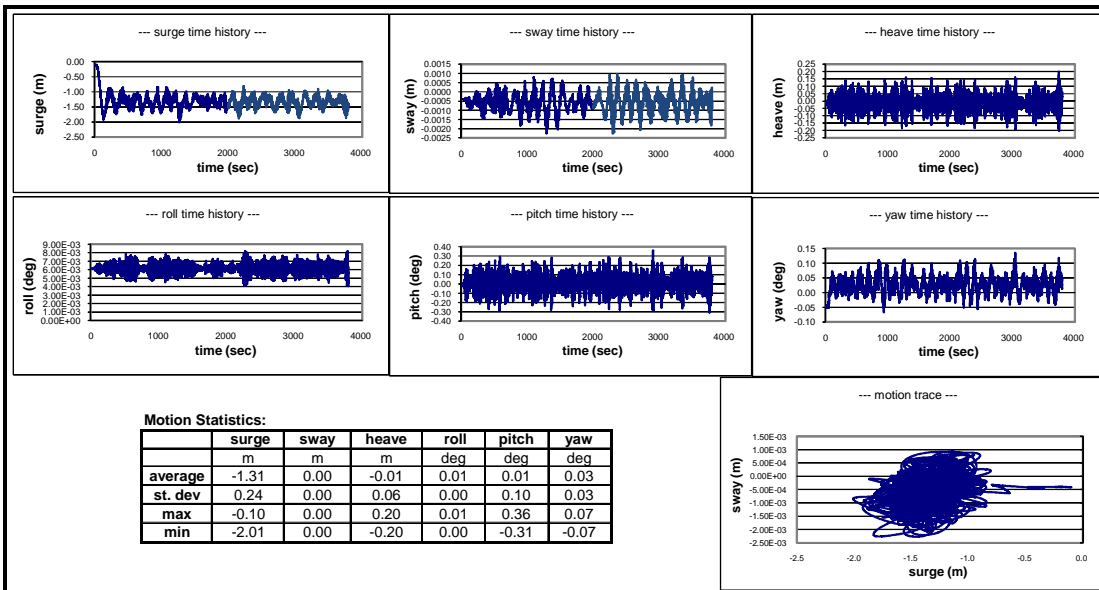 --- surge time history ---
0.00
-0.50
-1.00
-1.50
-2.00
-2.50
surge (m)
0 1000 2000 3000 4000
time (sec)
--- sway time history ---
0.0015
0.0010
0.0005
0.0000
-0.0005
-0.0010
-0.0015
-0.0020
-0.0025
sway (m)
0 1000 2000 3000 4000
time (sec)
--- heave time history ---
0.25
0.20
0.15
0.10
0.05
0.00
-0.05
-0.10
-0.15
-0.20
-0.25
heave (m)
0 1000 2000 3000 4000
time (sec)
--- roll time history ---
9.00E-03
8.00E-03
7.00E-03
6.00E-03
5.00E-03
4.00E-03
3.00E-03
2.00E-03
1.00E-03
0.00E+00
roll (deg)
0 1000 2000 3000 4000
time (sec)
--- pitch time history ---
0.40
0.30
0.20
0.10
0.00
-0.10
-0.20
-0.30
-0.40
pitch (deg)
0 1000 2000 3000 4000
time (sec)
--- yaw time history ---
0.15
0.10
0.05
0.00
-0.05
-0.10
yaw (deg)
0 1000 2000 3000 4000
time (sec)
Motion Statistics:
surge sway heave roll pitch yaw
m m m deg deg deg
average -1.31 0.00 -0.01 0.01 0.01 0.03
st. dev 0.24 0.00 0.06 0.00 0.10 0.03
max -0.10 0.00 0.20 0.01 0.36 0.07
min -2.01 0.00 -0.20 0.00 -0.31 -0.07
--- motion trace ---
1.50E-03
1.00E-03
5.00E-04
0.00E+00
-5.00E-04
-1.00E-03
-1.50E-03
-2.00E-03
-2.50E-03
sway (m)
-2.5 -2.0 -1.5 -1.0 -0.5 0.0
surge (m)